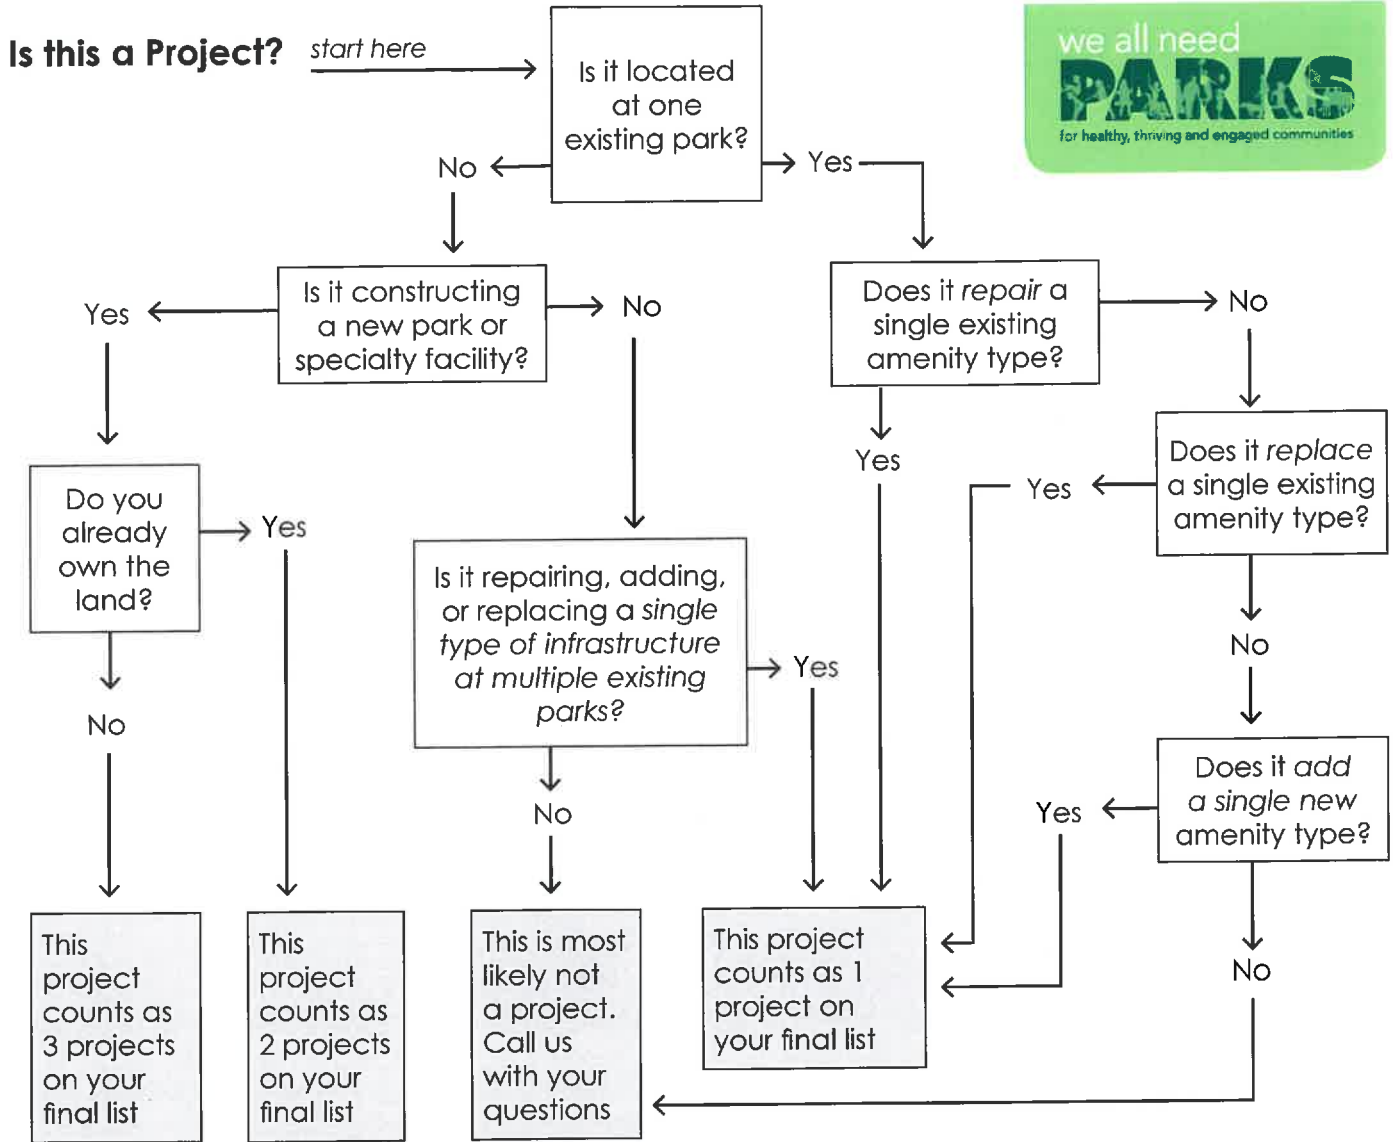 Is this a Project?
start here
Is it located
at one
existing park?
we all need
PARKS
for healthy, thriving and engaged communities
No
Yes
Yes
Is it constructing
a new park or
specialty facility?
No
Does it repair a
single existing
amenity type?
No
Do you
already
own the
land?
Yes
Is it repairing, adding,
or replacing a single
type of infrastructure
at multiple existing
parks?
Yes
Yes
Yes
Does it replace
a single existing
amenity type?
No
No
No
Yes
Does it add
a single new
amenity type?
No
This
project
counts as
3 projects
on your
final list
This
project
counts as
2 projects
on your
final list
This is most
likely not
a project.
Call us
with your
questions
This project
counts as 1
project on
your final list